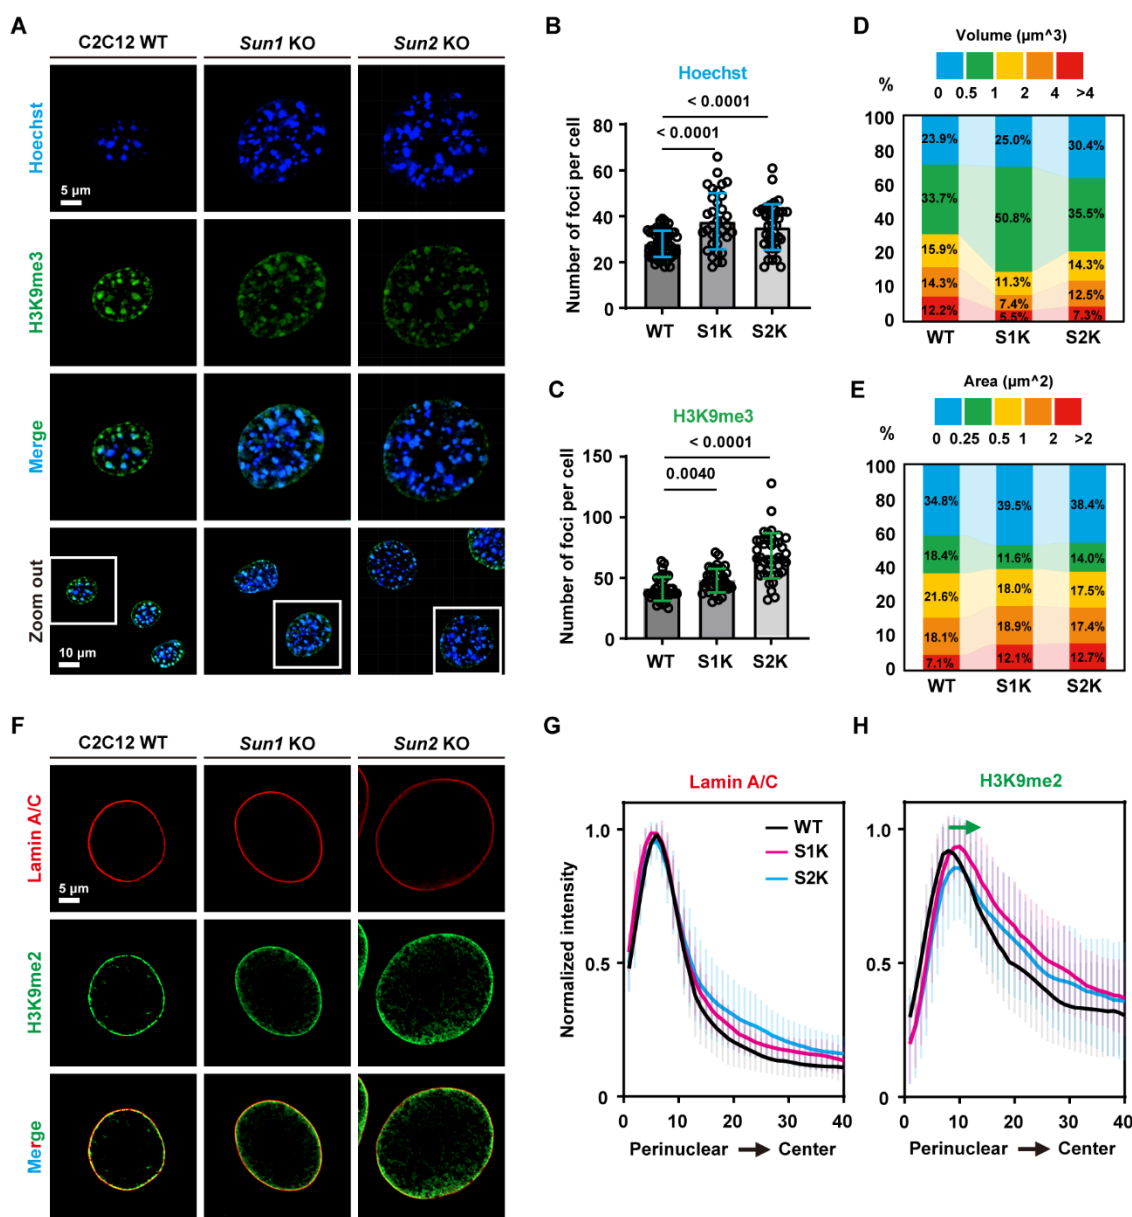 A
C2C12 WT
Sun1 KO
Sun2 KO
Hoechst
5 µm
H3K9me3
Merge
Zoom out
10 µm
B
Hoechst
< 0.0001
< 0.0001
Number of foci per cell
80
60
40
20
0
WT
S1K
S2K
C
H3K9me3
< 0.0001
0.0040
Number of foci per cell
150
100
50
0
WT
S1K
S2K
D
Volume (µm^3)
0
0.5
1
2
4
>4
%
100
80
60
40
20
10
0
23.9%
25.0%
30.4%
33.7%
50.8%
35.5%
15.9%
11.3%
14.3%
14.3%
7.4%
12.5%
12.2%
5.5%
7.3%
WT
S1K
S2K
E
Area (µm^2)
0
0.25
0.5
1
2
>2
%
100
80
60
40
20
10
0
34.8%
39.5%
38.4%
18.4%
11.6%
14.0%
21.6%
18.0%
17.5%
18.1%
18.9%
17.4%
7.1%
12.1%
12.7%
WT
S1K
S2K
F
C2C12 WT
Sun1 KO
Sun2 KO
Lamin A/C
5 µm
H3K9me2
Merge
G
Lamin A/C
WT
S1K
S2K
Normalized intensity
1.0
0.5
0
0
10
20
30
40
Perinuclear → Center
H
H3K9me2
1.0
0.5
0
0
10
20
30
40
Perinuclear → Center